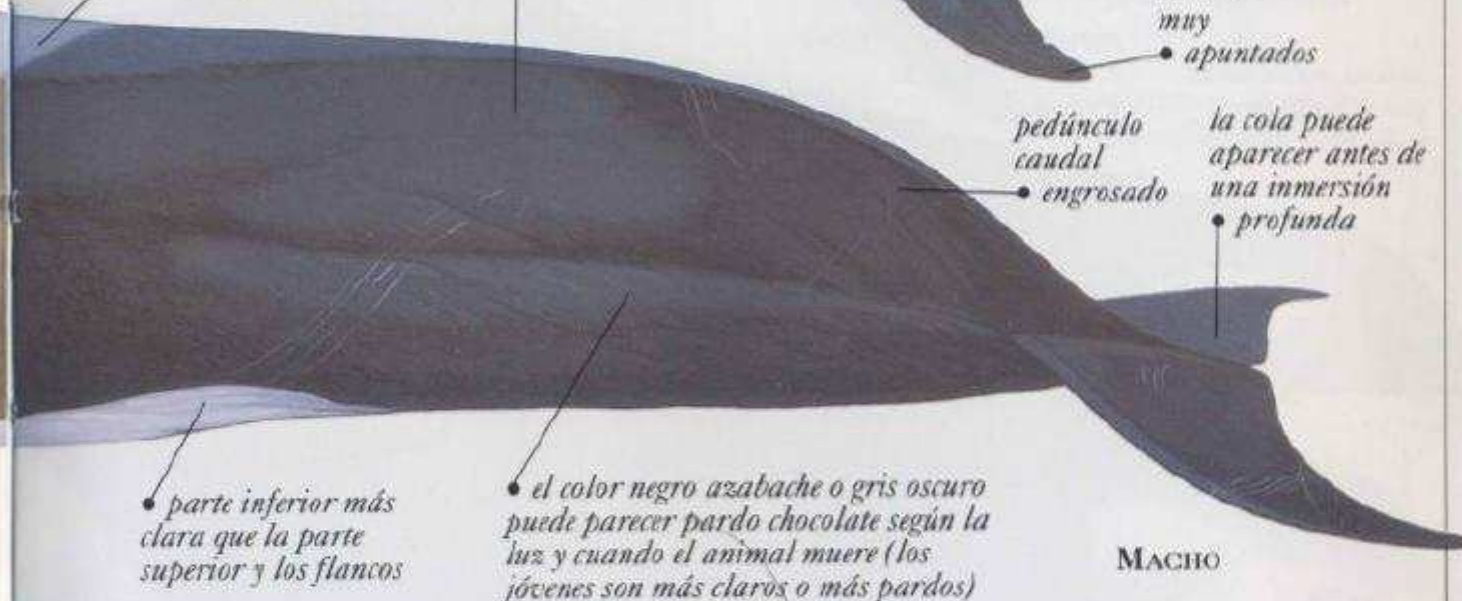 muy
• apuntados
pedúnculo
caudal
• engrosado
la cola puede
aparecer antes de
una inmersión
• profunda
• parte inferior más
clara que la parte
superior y los flancos
• el color negro azabache o gris oscuro
puede parecer pardo chocolate según la
luz y cuando el animal muere (los
jóvenes son más claros o más pardos)
MACHO